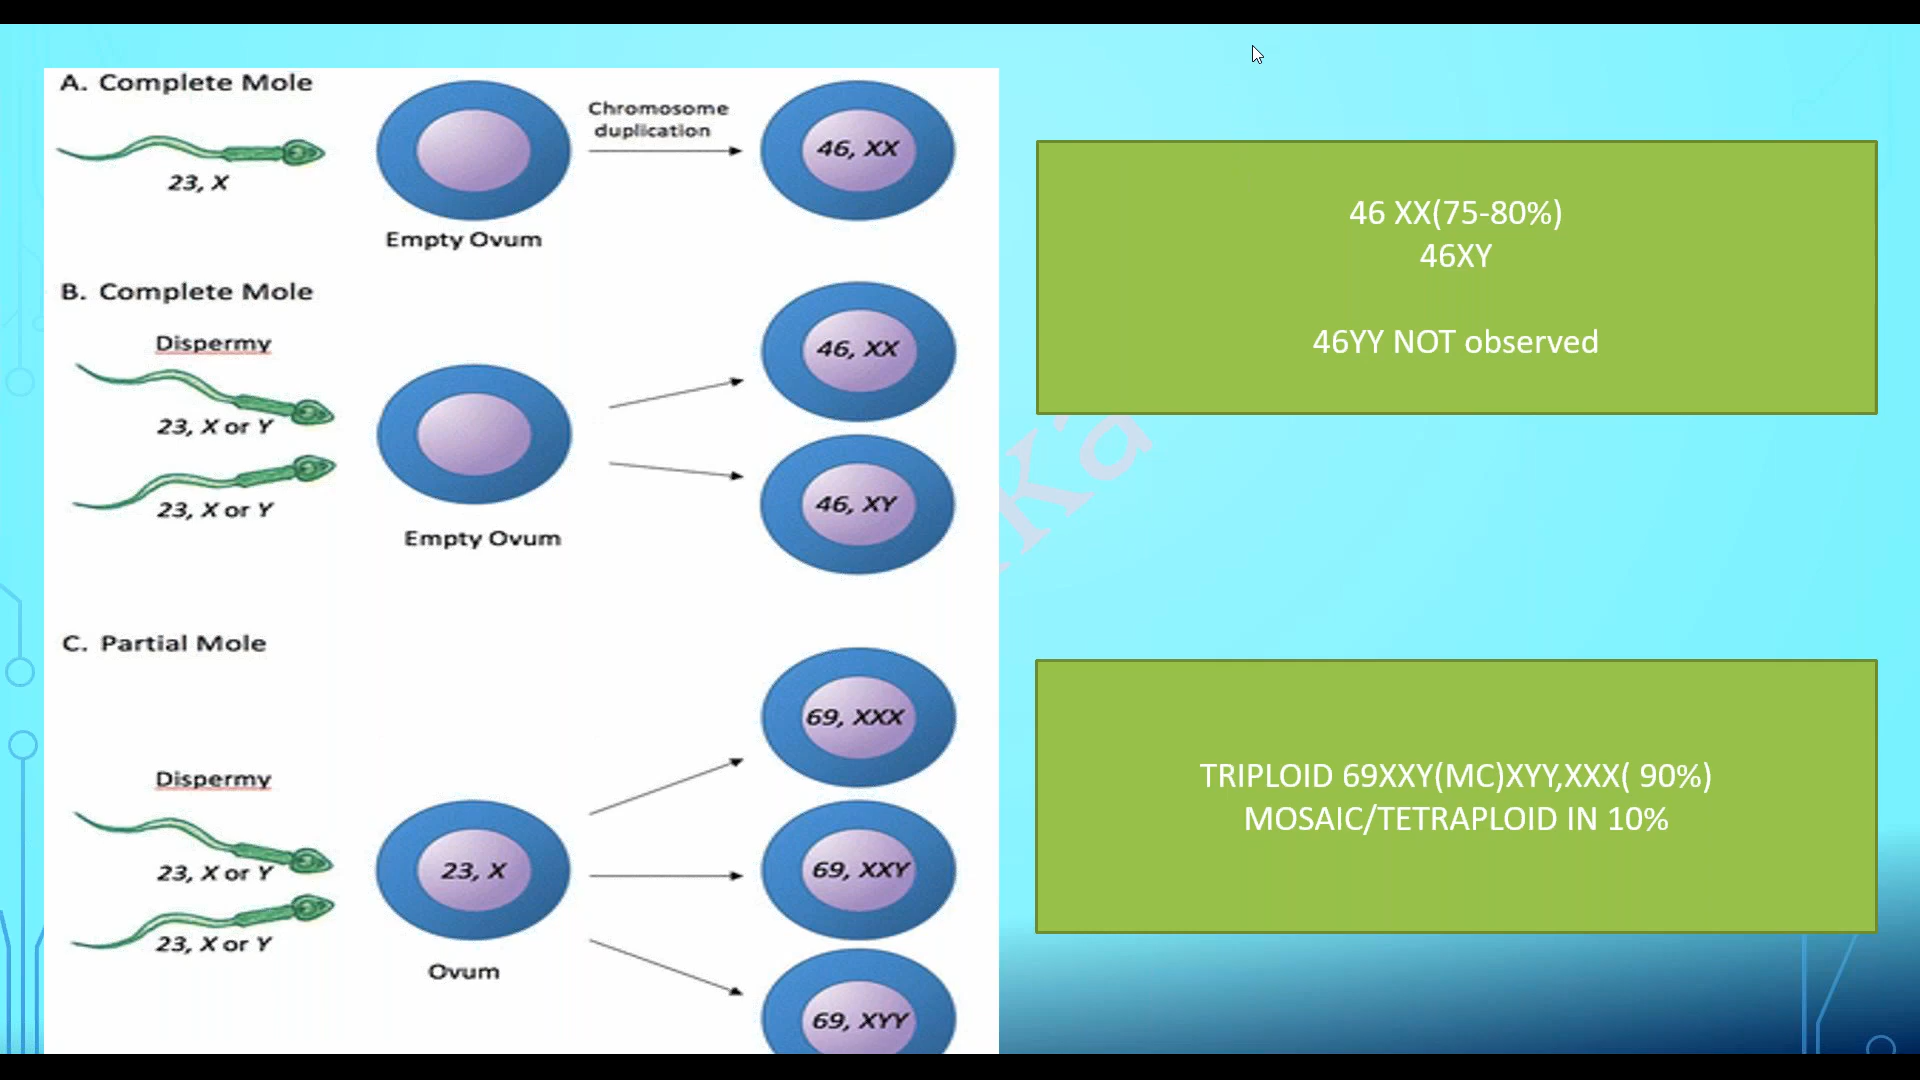 A. Complete Mole
23, X
Empty Ovum
Chromosome
duplication
46, XX
B. Complete Mole
Dispermy
23, X or Y
23, X or Y
Empty Ovum
46, XX
46, XY
C. Partial Mole
Dispermy
23, X or Y
23, X or Y
23, X
Ovum
69, XXX
69, XXY
69, XYY
46 XX(75-80%)
46XY
46YY NOT observed
TRIPLOID 69XXY(MC)XYY,XXX( 90%)
MOSAIC/TETRAPLOID IN 10%